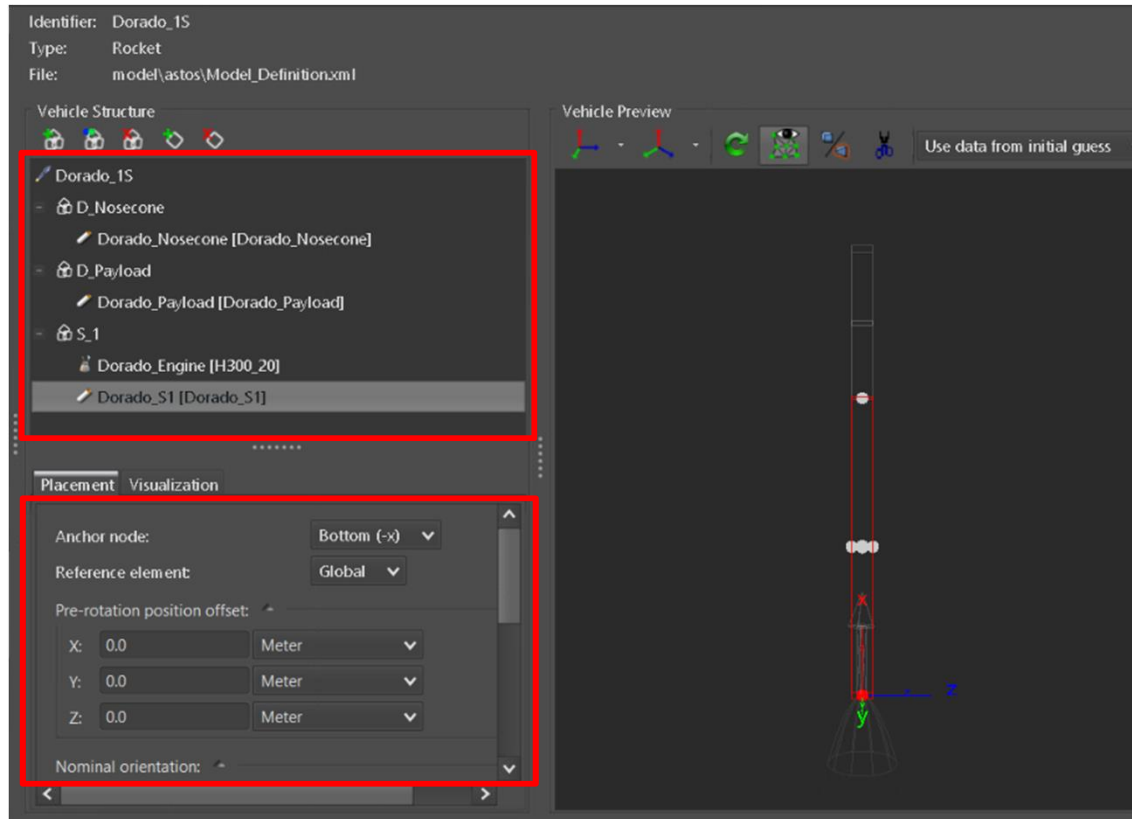 Identifier: Dorado_1S
Type: Rocket
File: model\astos\Model_Definition.xml
Vehicle Structure
Dorado_1S
D_Nosecone
Dorado_Nosecone [Dorado_Nosecone]
D_Payload
Dorado_Payload [Dorado_Payload]
S_1
Dorado_Engine [H300_20]
Dorado_S1 [Dorado_S1]
Placement Visualization
Anchor node: Bottom (-x)
Reference element: Global
Pre-rotation position offset:
X: 0.0 Meter
Y: 0.0 Meter
Z: 0.0 Meter
Nominal orientation:
Vehicle Preview
Use data from initial guess
x
z
y